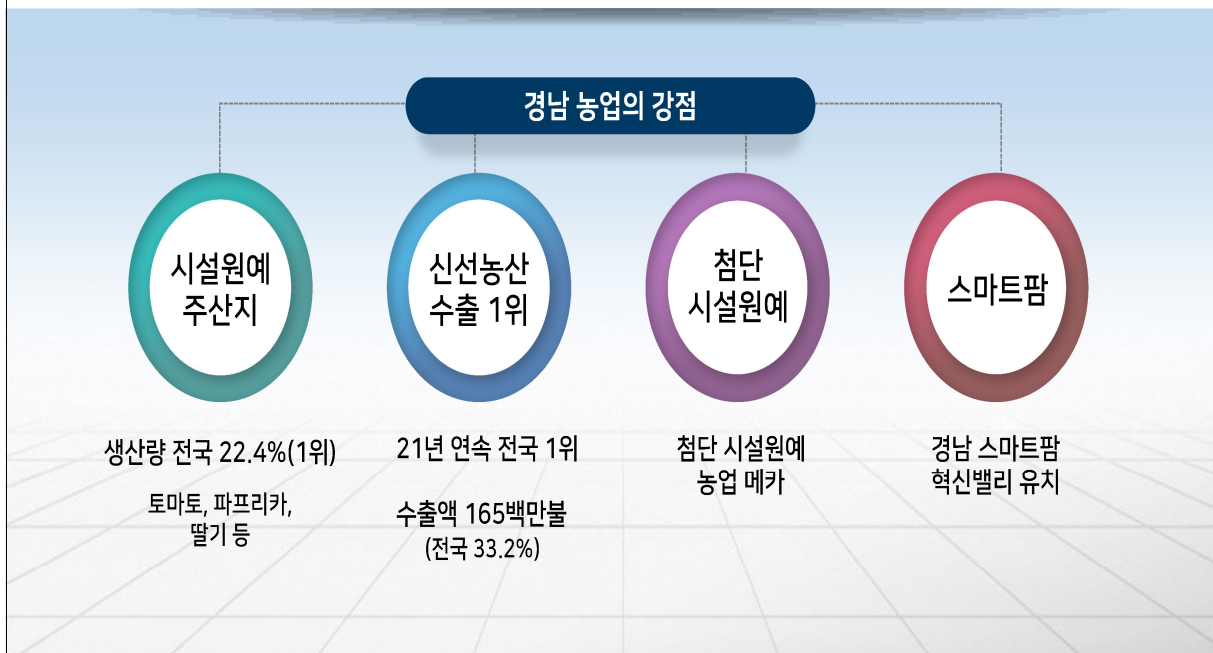 경남 농업의 강점
시설원예
주산지
생산량 전국 22.4%(1위)
토마토, 파프리카,
딸기 등
신선농산
수출 1위
21년 연속 전국 1위
수출액 165백만불
(전국 33.2%)
첨단
시설원예
첨단 시설원예
농업 메카
스마트팜
경남 스마트팜
혁신밸리 유치